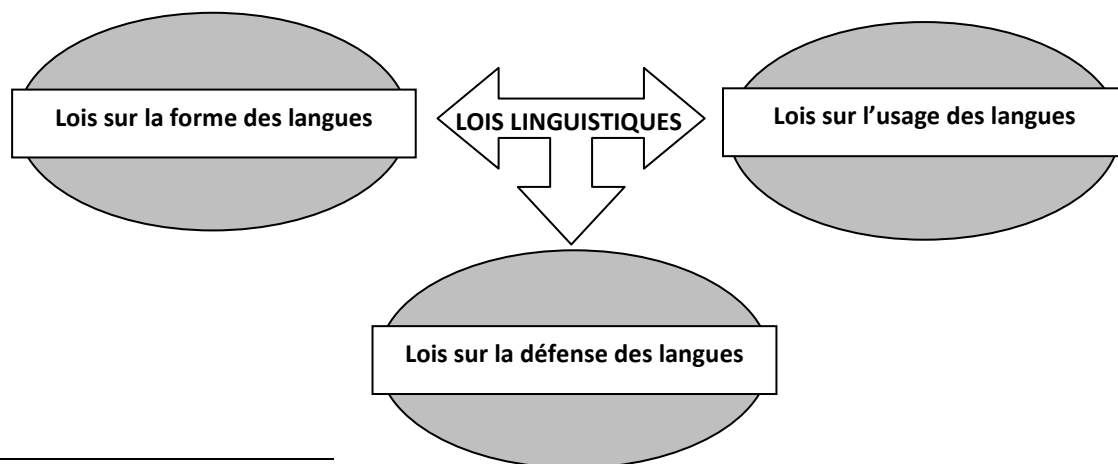 Lois sur la forme des langues
LOIS LINGUISTIQUES
Lois sur l’usage des langues
Lois sur la défense des langues